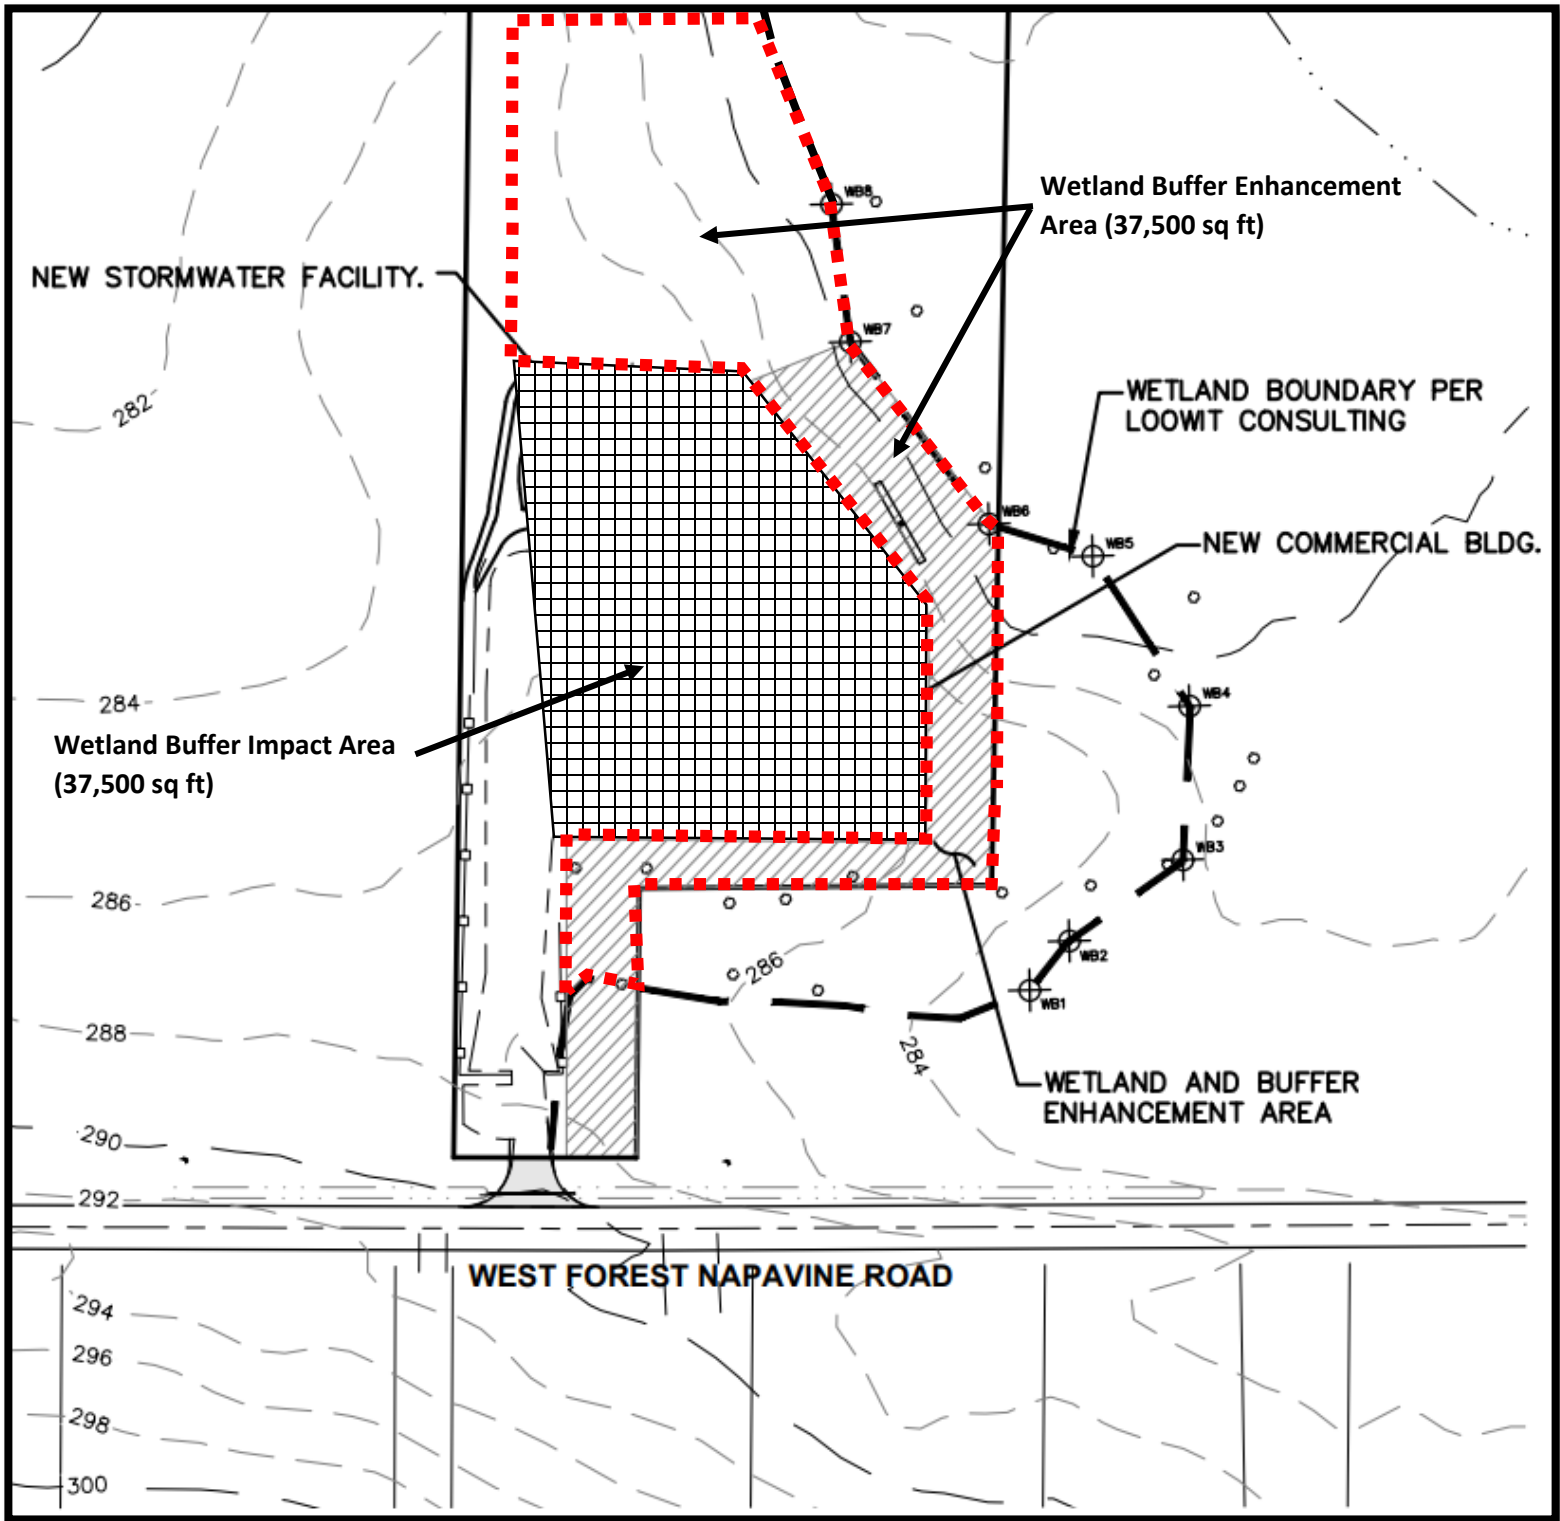 WB8
Wetland Buffer Enhancement
Area (37,500 sq ft)
NEW STORMWATER FACILITY.
WB7
282
WETLAND BOUNDARY PER
LOOWIT CONSULTING
WB6
WB5
NEW COMMERCIAL BLDG.
284
WB4
Wetland Buffer Impact Area
(37,500 sq ft)
WB3
286
WB2
286
WB1
288
284
WETLAND AND BUFFER
ENHANCEMENT AREA
290
292
WEST FOREST NAPAVINE ROAD
294
296
298
300